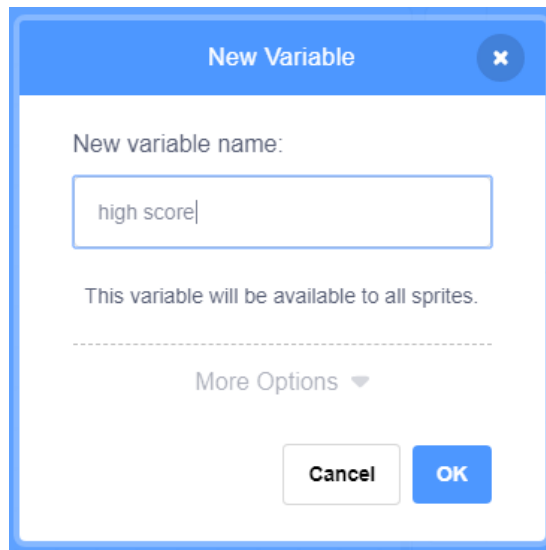 New Variable
New variable name:
high score
This variable will be available to all sprites.
More Options
Cancel OK